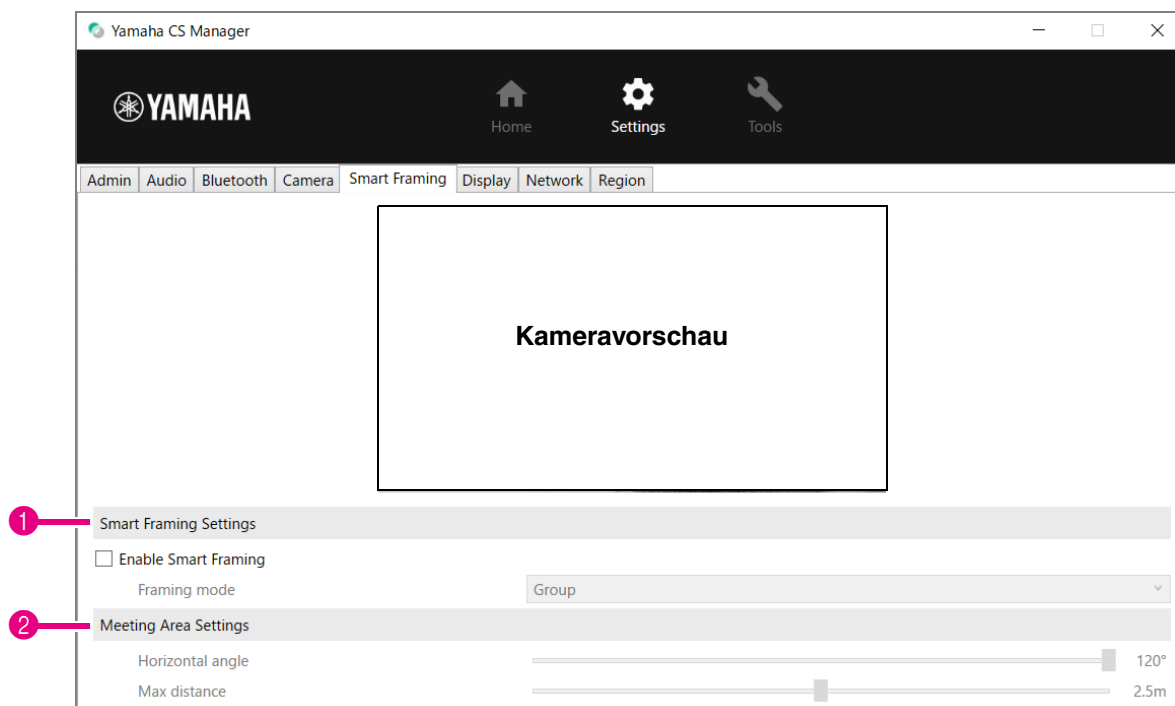 Yamaha CS Manager
YAMAHA
Home Settings Tools
Admin Audio Bluetooth Camera Smart Framing Display Network Region
Kameravorschau
1 Smart Framing Settings
Enable Smart Framing
Framing mode Group
2 Meeting Area Settings
Horizontal angle 120°
Max distance 2.5m